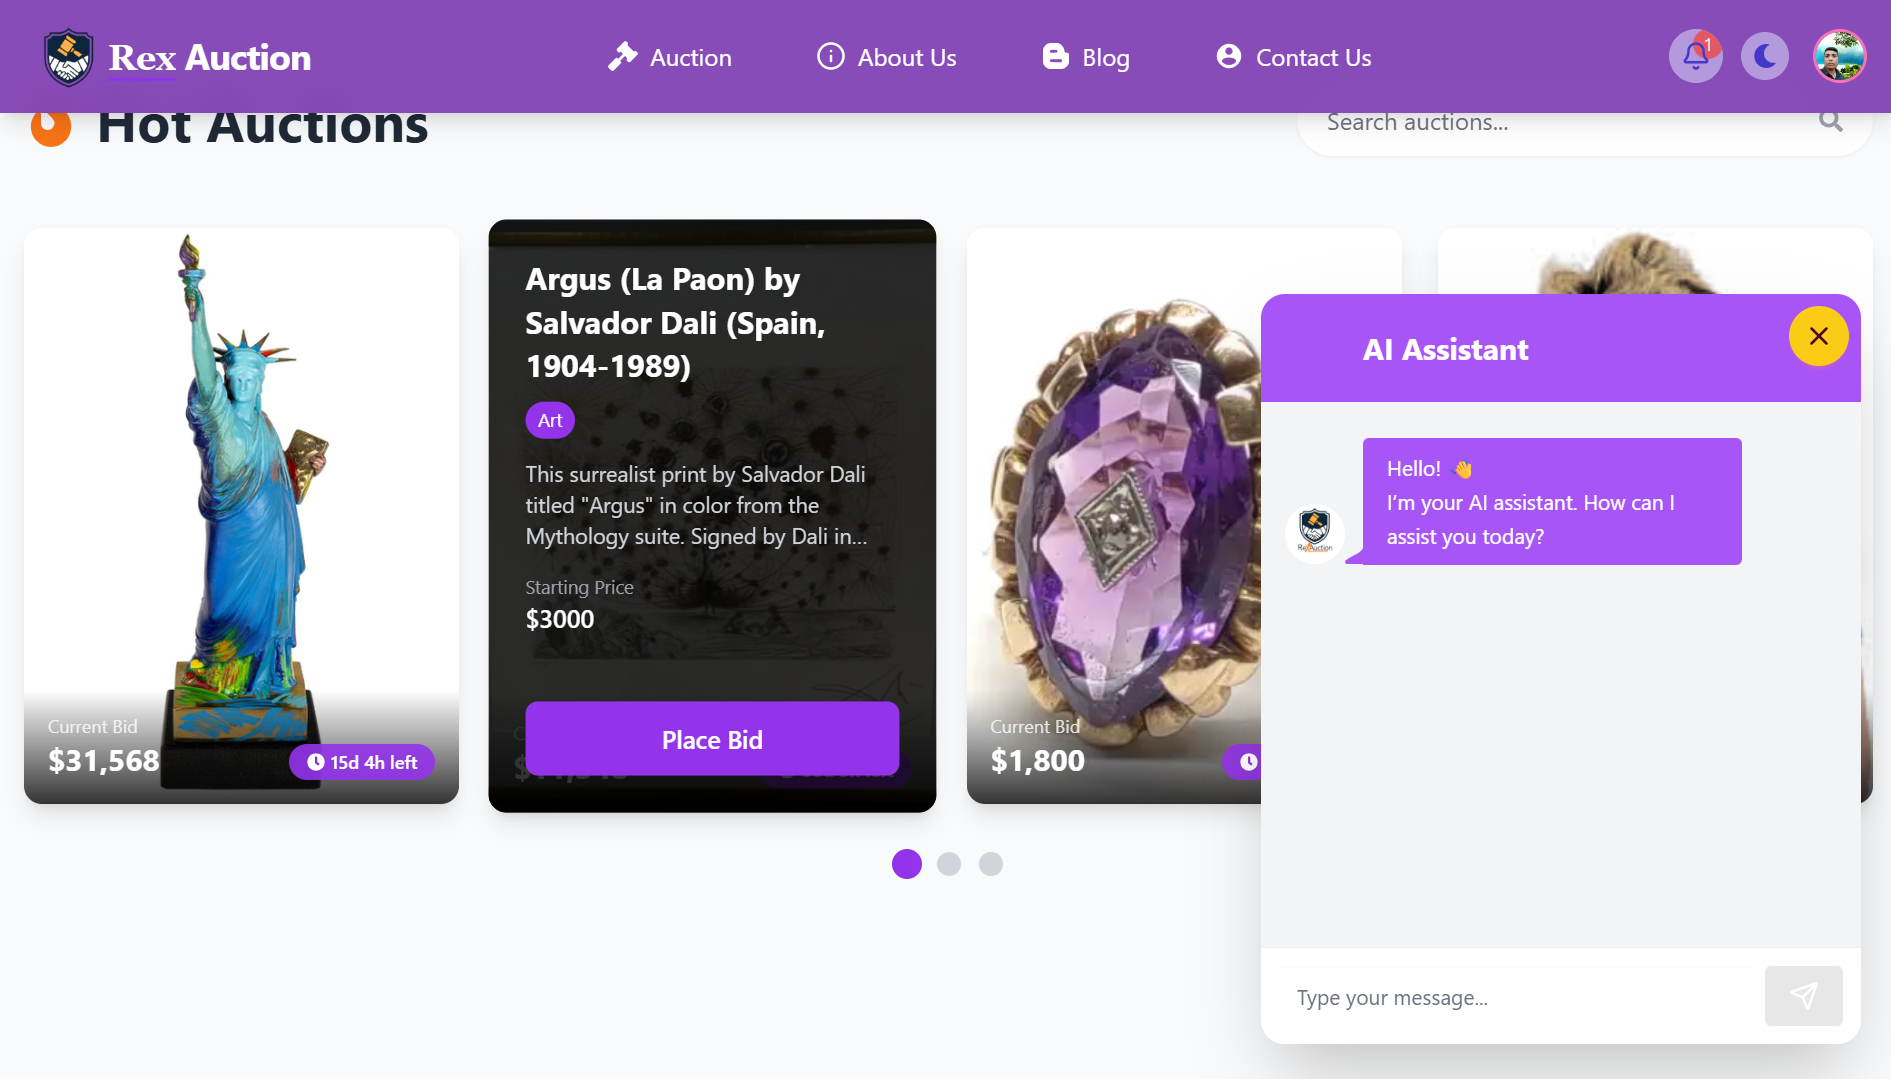 Rex Auction
Auction
About Us
Blog
Contact Us
1
Hot Auctions
Search auctions...
Current Bid
$31,568
15d 4h left
Argus (La Paon) by
Salvador Dali (Spain,
1904-1989)
Art
This surrealist print by Salvador Dali
titled "Argus" in color from the
Mythology suite. Signed by Dali in...
Starting Price
$3000
Place Bid
Current Bid
$1,800
AI Assistant
Hello! 👋
I'm your AI assistant. How can I
assist you today?
RexAuction
Type your message...